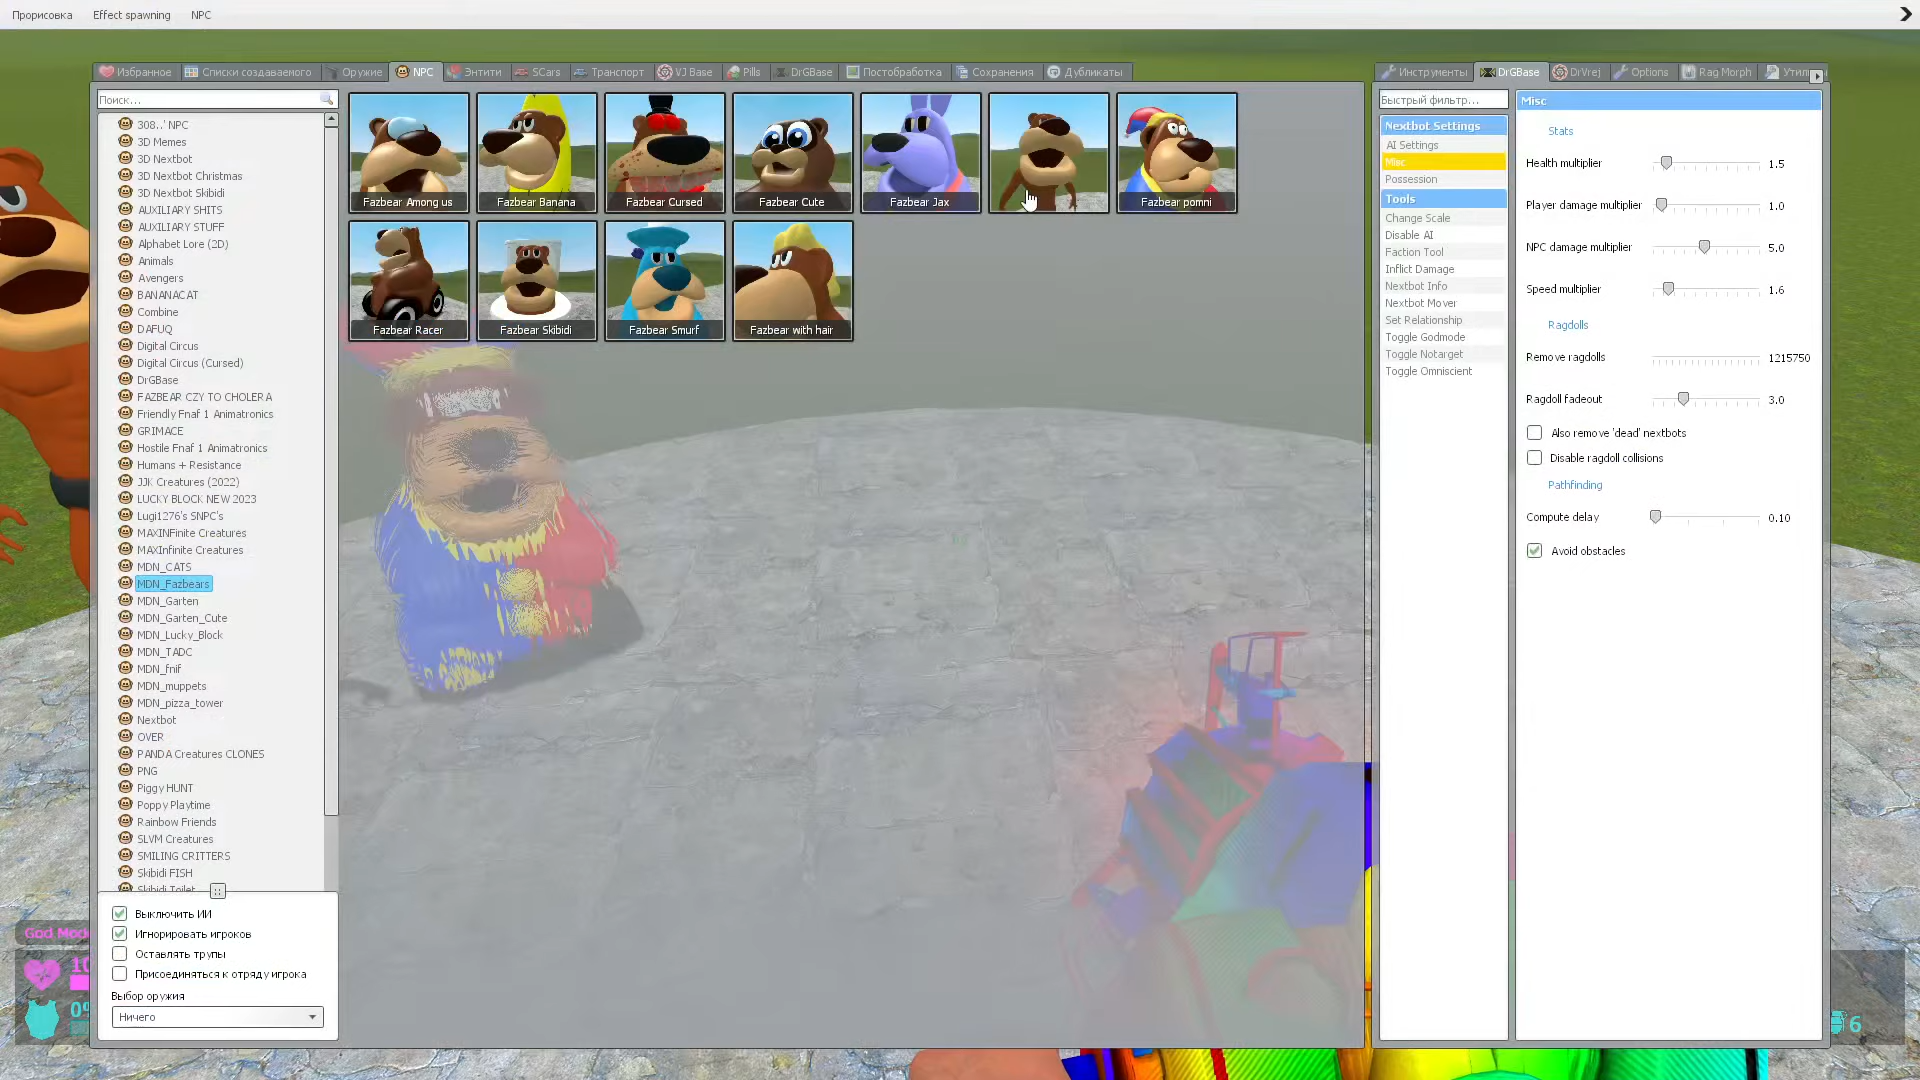 Прорисовка Effect spawning NPC
Избранное Списки создаваемого Оружие NPC Энтити SCars Транспорт VJ Base Pills DrGBase Постобработка Сохранения Дубликаты
Инструменты DrGBase DrVrej Options Rag Morph
Поиск...
308..' NPC
3D Memes
3D Nextbot
3D Nextbot Christmas
3D Nextbot Skibidi
AUXILIARY SHITS
AUXILIARY STUFF
Alphabet Lore (2D)
Animals
Avengers
BANANACAT
Combine
DAFUQ
Digital Circus
Digital Circus (Cursed)
DrGBase
FAZBEAR CZY TO CHOLERA
Friendly Fnaf 1 Animatronics
GRIMACE
Hostile Fnaf 1 Animatronics
Humans + Resistance
JJK Creatures (2022)
LUCKY BLOCK NEW 2023
Lugi1276's SNPC's
MAXINFinite Creatures
MAXInfinite Creatures
MDN_CATS
MDN_Fazbears
MDN_Garten
MDN_Garten_Cute
MDN_Lucky_Block
MDN_TADC
MDN_fnif
MDN_muppets
MDN_pizza_tower
Nextbot
OVER
PANDA Creatures CLONES
PNG
Piggy HUNT
Poppy Playtime
Rainbow Friends
SLVM Creatures
SMILING CRITTERS
Skibidi FISH
Skibidi Toilet
Выключить ИИ
Игнорировать игроков
Оставлять трупы
Присоединяться к отряду игрока
Выбор оружия
Ничего
Fazbear Among us Fazbear Banana Fazbear Cursed Fazbear Cute Fazbear Jax Fazbear pomni
Fazbear Racer Fazbear Skibidi Fazbear Smurf Fazbear with hair
Быстрый фильтр...
Nextbot Settings
AI Settings
Misc
Possession
Tools
Change Scale
Disable AI
Faction Tool
Inflict Damage
Nextbot Info
Nextbot Mover
Set Relationship
Toggle Godmode
Toggle Notarget
Toggle Omniscient
Misc
Stats
Health multiplier 1.5
Player damage multiplier 1.0
NPC damage multiplier 5.0
Speed multiplier 1.6
Ragdolls
Remove ragdolls 1215750
Ragdoll fadeout 3.0
Also remove 'dead' nextbots
Disable ragdoll collisions
Pathfinding
Compute delay 0.10
Avoid obstacles
God Mode
6